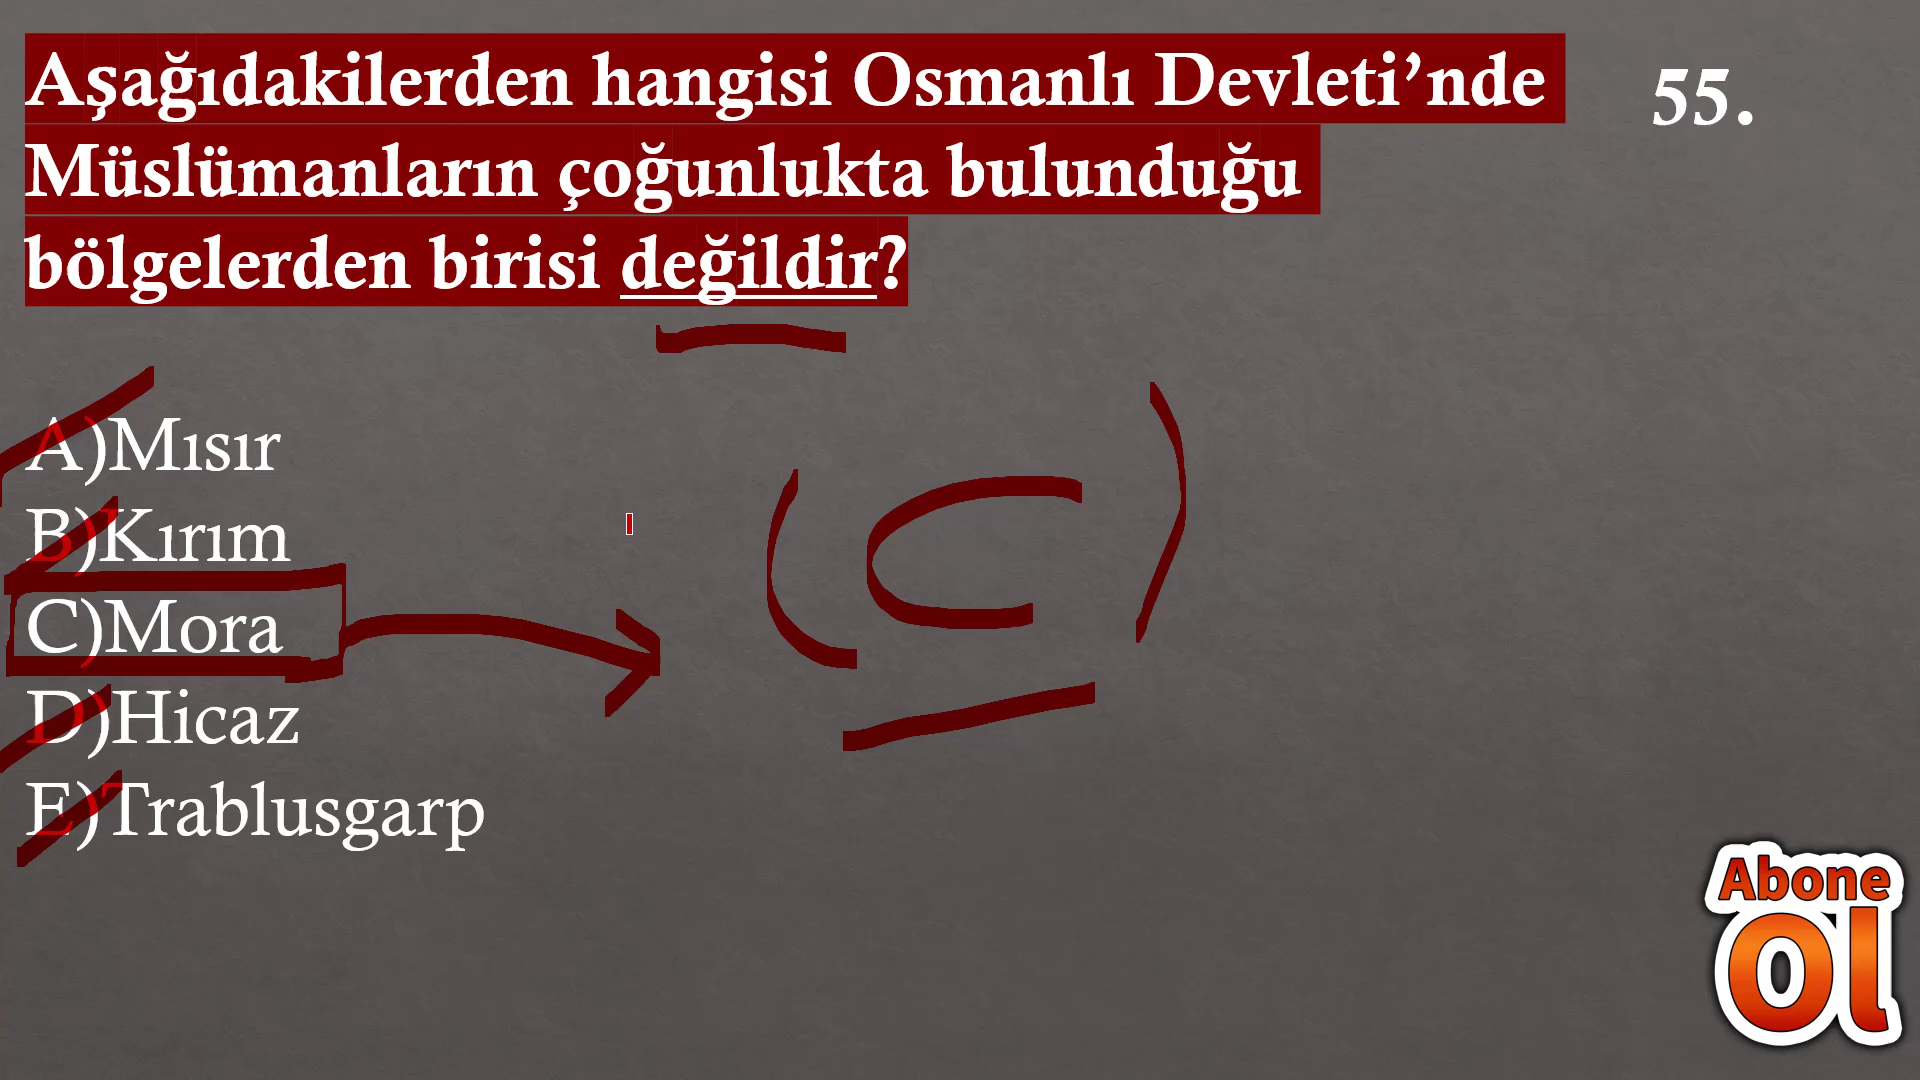 Aşağıdakilerden hangisi Osmanlı Devleti’nde
55.
Müslümanların çoğunlukta bulunduğu
bölgelerden birisi değildir?
A)Mısır
B)Kırım
C)Mora
D)Hicaz
E)Trablusgarp
(C)
Abone
Ol